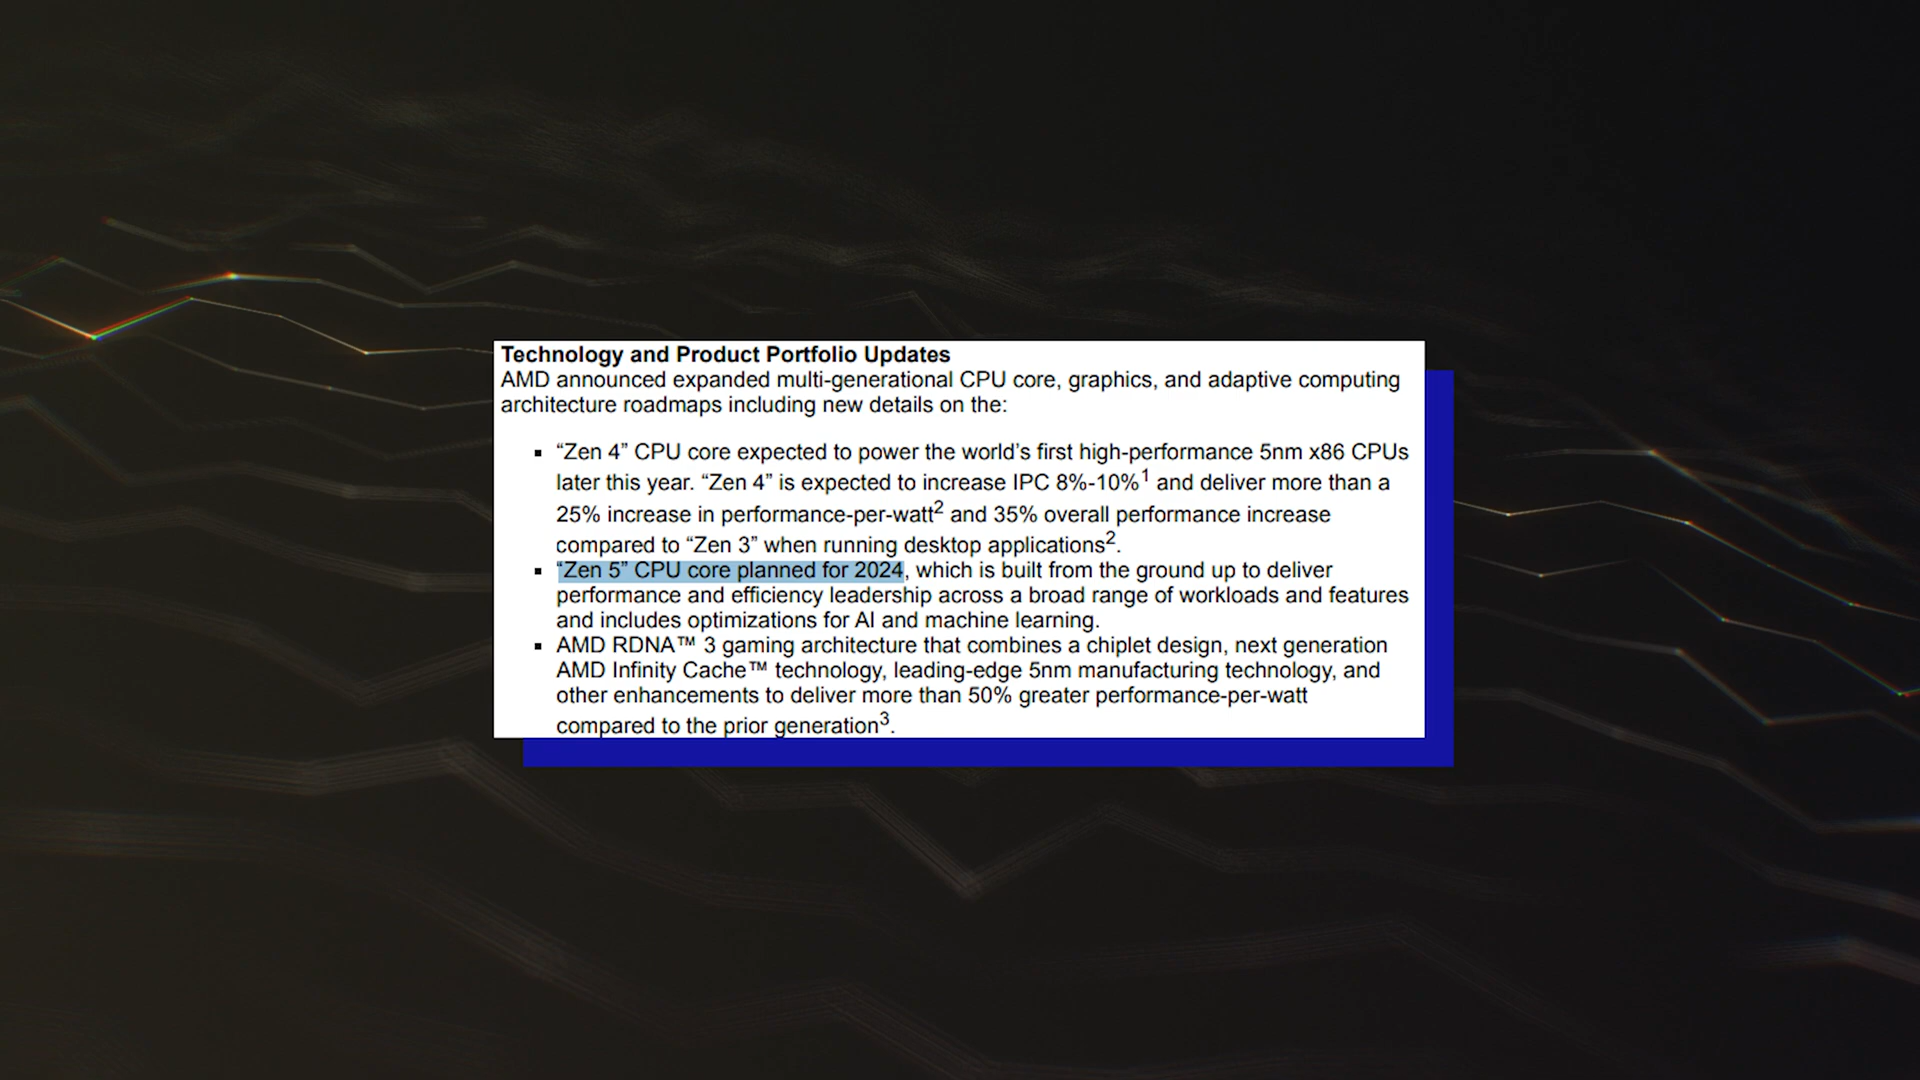 Technology and Product Portfolio Updates
AMD announced expanded multi-generational CPU core, graphics, and adaptive computing
architecture roadmaps including new details on the:
▪ “Zen 4” CPU core expected to power the world’s first high-performance 5nm x86 CPUs
later this year. “Zen 4” is expected to increase IPC 8%-10%¹ and deliver more than a
25% increase in performance-per-watt² and 35% overall performance increase
compared to “Zen 3” when running desktop applications².
▪ “Zen 5” CPU core planned for 2024, which is built from the ground up to deliver
performance and efficiency leadership across a broad range of workloads and features
and includes optimizations for AI and machine learning.
▪ AMD RDNA™ 3 gaming architecture that combines a chiplet design, next generation
AMD Infinity Cache™ technology, leading-edge 5nm manufacturing technology, and
other enhancements to deliver more than 50% greater performance-per-watt
compared to the prior generation³.